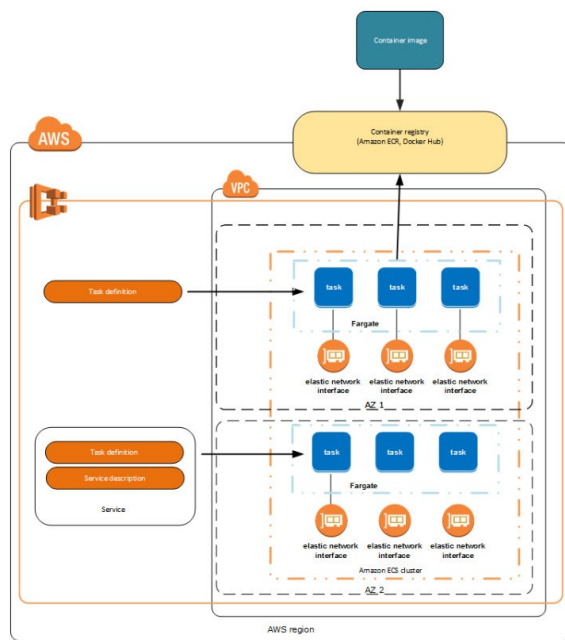 Container image
Container registry
(Amazon ECR, Docker Hub)
AWS
VPC
task
task
task
Task definition
Fargate
elastic network
interface
elastic network
interface
elastic network
interface
AZ 1
task
task
task
Task definition
Service description
Service
Fargate
elastic network
interface
elastic network
interface
elastic network
interface
Amazon ECS cluster
AZ 2
AWS region